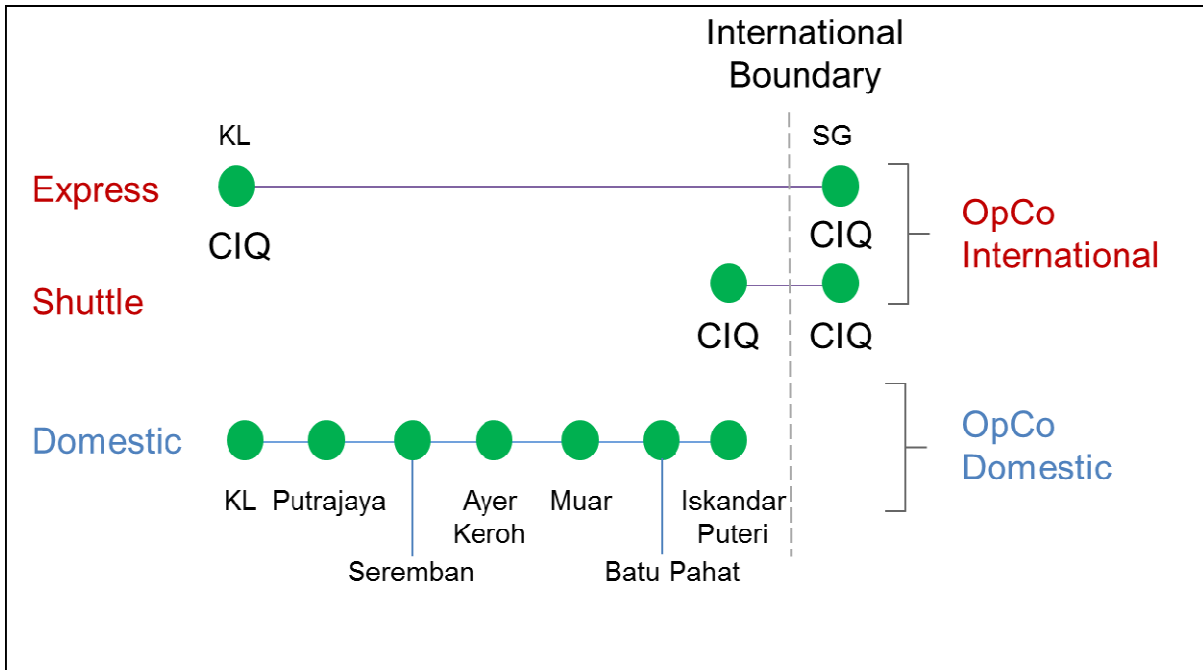 International
Boundary
KL
SG
Express
CIQ
CIQ
OpCo
International
Shuttle
CIQ
CIQ
Domestic
OpCo
Domestic
KL
Putrajaya
Ayer
Keroh
Muar
Iskandar
Puteri
Seremban
Batu Pahat